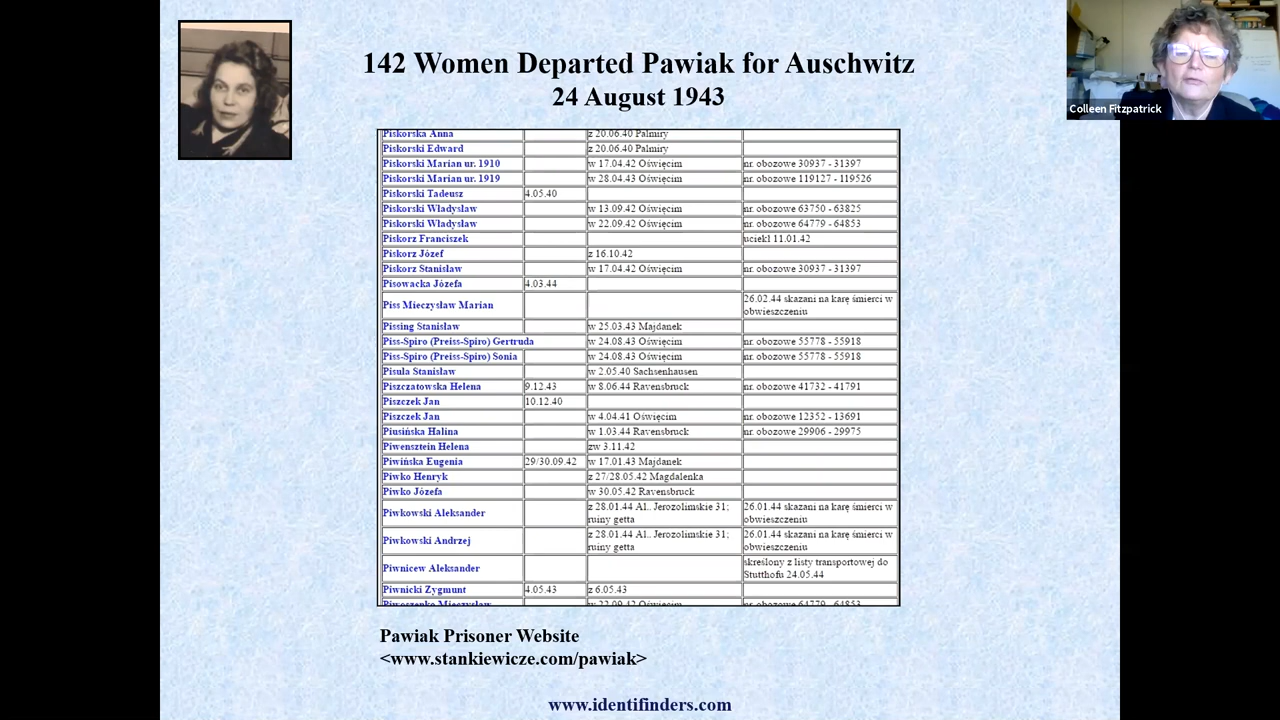 142 Women Departed Pawiak for Auschwitz
24 August 1943
Colleen Fitzpatrick
Piskorska Anna z 20.06.40 Palmiry
Piskorski Edward z 20.06.40 Palmiry
Piskorski Marian ur. 1910 w 17.04.42 Oświęcim nr. obozowe 30937 - 31397
Piskorski Marian ur. 1919 w 28.04.43 Oświęcim nr. obozowe 119127 - 119526
Piskorski Tadeusz 4.05.40
Piskorski Władysław w 13.09.42 Oświęcim nr. obozowe 63750 - 63825
Piskorski Władysław w 22.09.42 Oświęcim nr. obozowe 64779 - 64853
Piskorz Franciszek uciekl 11.01.42
Piskorz Józef z 16.10.42
Piskorz Stanisław w 17.04.42 Oświęcim nr. obozowe 30937 - 31397
Pisowacka Józefa 4.03.44
Piss Mieczysław Marian 26.02.44 skazani na karę śmierci w
obwieszczeniu
Pissing Stanisław w 25.03.43 Majdanek
Piss-Spiro (Preiss-Spiro) Gertruda w 24.08.43 Oświęcim nr. obozowe 55778 - 55918
Piss-Spiro (Preiss-Spiro) Sonia w 24.08.43 Oświęcim nr. obozowe 55778 - 55918
Pisula Stanisław w 2.05.40 Sachsenhausen
Piszczatowska Helena 9.12.43 w 8.06.44 Ravensbruck nr. obozowe 41732 - 41791
Piszczek Jan 10.12.40
Piszczek Jan w 4.04.41 Oświęcim nr. obozowe 12352 - 13691
Piusińska Halina w 1.03.44 Ravensbruck nr. obozowe 29906 - 29975
Piwensztein Helena zw 3.11.42
Piwińska Eugenia 29/30.09.42 w 17.01.43 Majdanek
Piwko Henryk z 27/28.05.42 Magdalenka
Piwko Józefa w 30.05.42 Ravensbruck
Piwkowski Aleksander z 28.01.44 Al.. Jerozolimskie 31; 26.01.44 skazani na karę śmierci w
ruiny getta obwieszczeniu
Piwkowski Andrzej z 28.01.44 Al.. Jerozolimskie 31; 26.01.44 skazani na karę śmierci w
ruiny getta obwieszczeniu
Piwnicew Aleksander skreślony z listy transportowej do
Stutthofu 24.05.44
Piwnicki Zygmunt 4.05.43 z 6.05.43
w 22.09.42 Oświęcim nr. obozowe 64779 - 64853
Pawiak Prisoner Website
<www.stankiewicze.com/pawiak>
www.identifinders.com